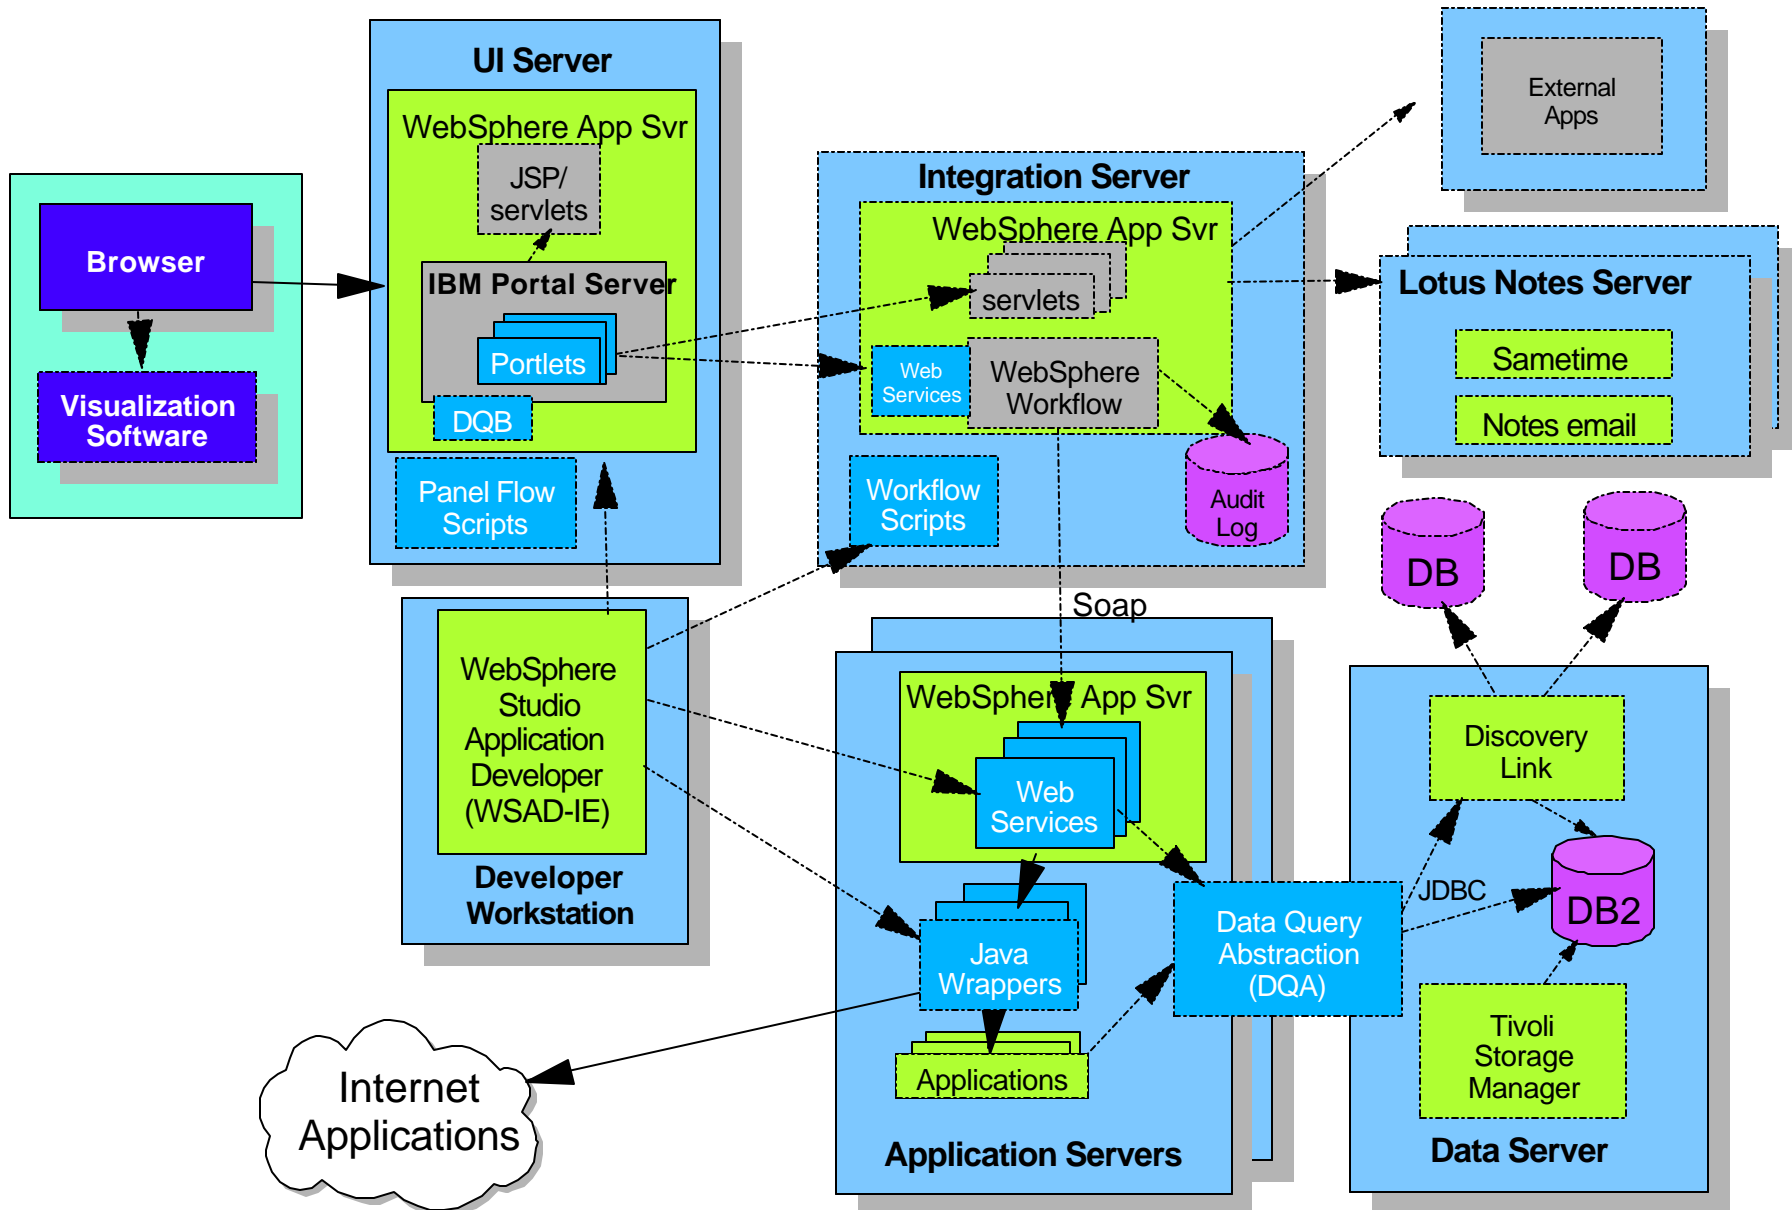 UI Server
WebSphere App Svr
JSP/
servlets
IBM Portal Server
Portlets
DQB
Panel Flow
Scripts
Browser
Visualization
Software
Integration Server
WebSphere App Svr
servlets
Web
Services
WebSphere
Workflow
Workflow
Scripts
Audit
Log
External
Apps
Lotus Notes Server
Sametime
Notes email
DB
DB
Soap
WebSphere
Studio
Application
Developer
(WSAD-IE)
Developer
Workstation
WebSphere App Svr
Web
Services
Java
Wrappers
Applications
Application Servers
Data Query
Abstraction
(DQA)
JDBC
Discovery
Link
DB2
Tivoli
Storage
Manager
Data Server
Internet
Applications